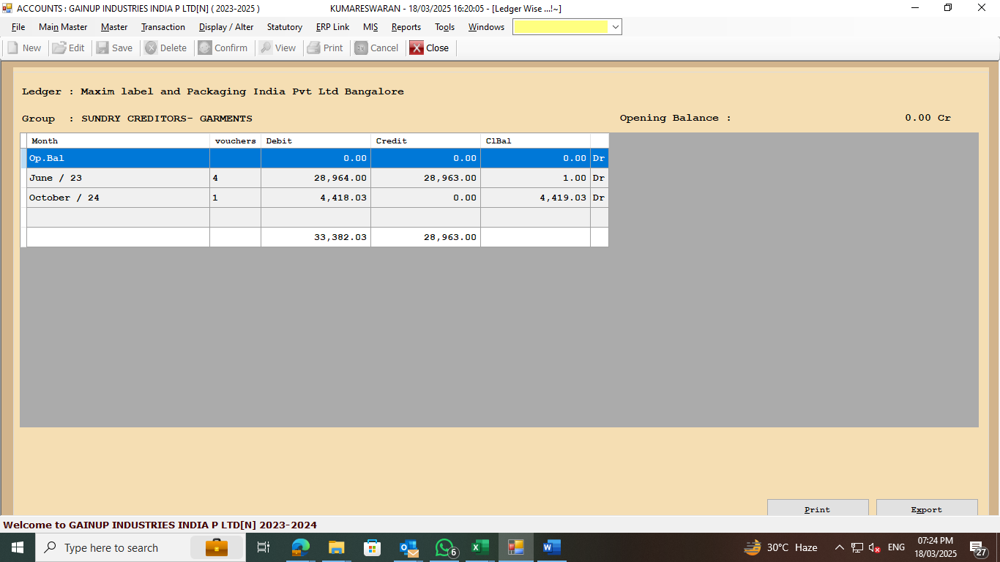 ACCOUNTS : GAINUP INDUSTRIES INDIA P LTD[N] ( 2023-2025 ) KUMARESWARAN - 18/03/2025 16:20:05 - [Ledger Wise ...!~]
File Main Master Master Transaction Display / Alter Statutory ERP Link MIS Reports Tools Windows
New Edit Save Delete Confirm View Print Cancel Close
Ledger : Maxim label and Packaging India Pvt Ltd Bangalore
Group : SUNDRY CREDITORS- GARMENTS Opening Balance : 0.00 Cr
Month vouchers Debit Credit ClBal
Op.Bal 0.00 0.00 0.00 Dr
June / 23 4 28,964.00 28,963.00 1.00 Dr
October / 24 1 4,418.03 0.00 4,419.03 Dr
33,382.03 28,963.00
Print Export
Welcome to GAINUP INDUSTRIES INDIA P LTD[N] 2023-2024
Type here to search 6 30°C Haze ENG 07:24 PM
18/03/2025 27